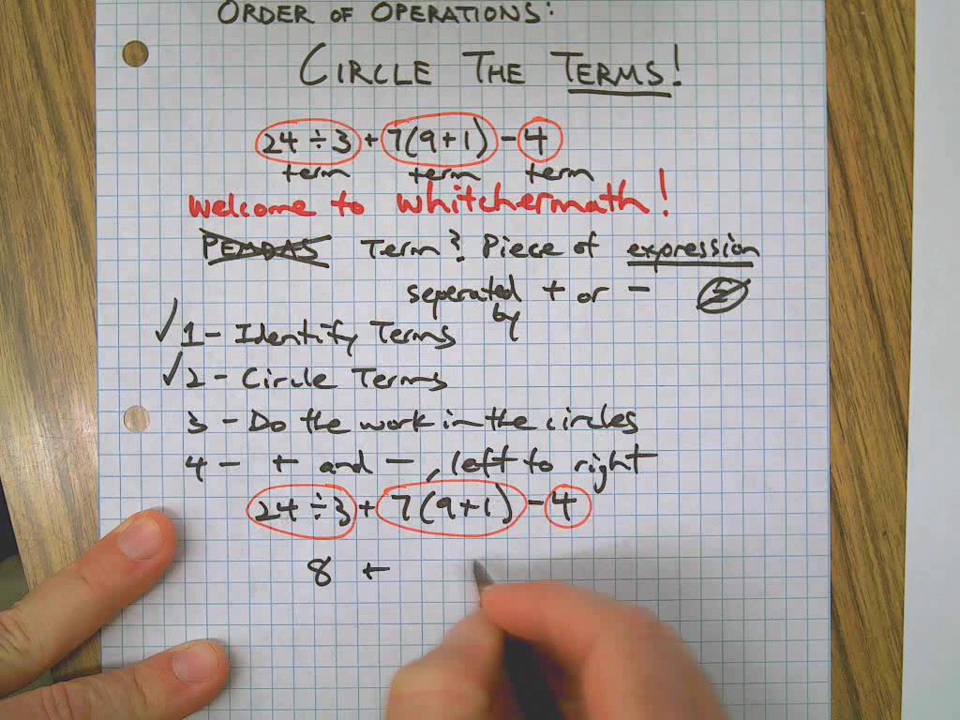 ORDER OF OPERATIONS:
CIRCLE THE TERMS!
24 ÷ 3 + 7(9+1) - 4
term term term
Welcome to whitchermath!
PEMDAS Term? Piece of expression
seperated by + or -
1- Identify Terms
2- Circle Terms
3 - Do the work in the circles
4 - + and -, left to right
24 ÷ 3 + 7(9+1) - 4
8 +